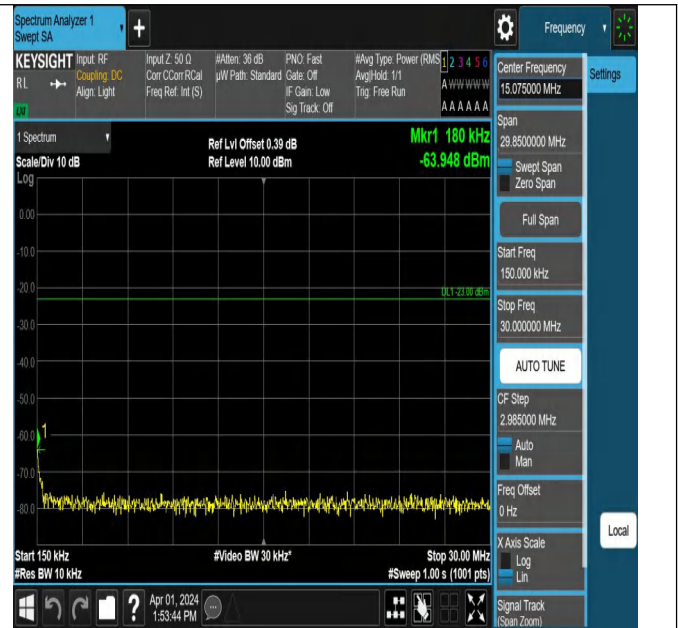 Spectrum Analyzer 1
Swept SA
+
Frequency
KEYSIGHT
RL
Input: RF
Coupling: DC
Align: Light
Input Z: 50 Ω
Corr CCorr RCal
Freq Ref: Int (S)
#Atten: 36 dB
µW Path: Standard
PNO: Fast
Gate: Off
IF Gain: Low
Sig Track: Off
#Avg Type: Power (RMS
Avg|Hold: 1/1
Trig: Free Run
1 2 3 4 5 6
A W W W W W
A A A A A A
LXI
1 Spectrum
Scale/Div 10 dB
Log
Ref Lvl Offset 0.39 dB
Ref Level 10.00 dBm
Mkr1 180 kHz
-63.948 dBm
0.00
-10.0
-20.0
-30.0
-40.0
-50.0
-60.0
-70.0
-80.0
DL1 -23.00 dBm
1
Start 150 kHz
#Res BW 10 kHz
#Video BW 30 kHz*
Stop 30.00 MHz
#Sweep 1.00 s (1001 pts)
Center Frequency
15.075000 MHz
Settings
Span
29.8500000 MHz
Swept Span
Zero Span
Full Span
Start Freq
150.000 kHz
Stop Freq
30.000000 MHz
AUTO TUNE
CF Step
2.985000 MHz
Auto
Man
Freq Offset
0 Hz
X Axis Scale
Log
Lin
Local
Signal Track
(Span Zoom)
?
Apr 01, 2024
1:53:44 PM